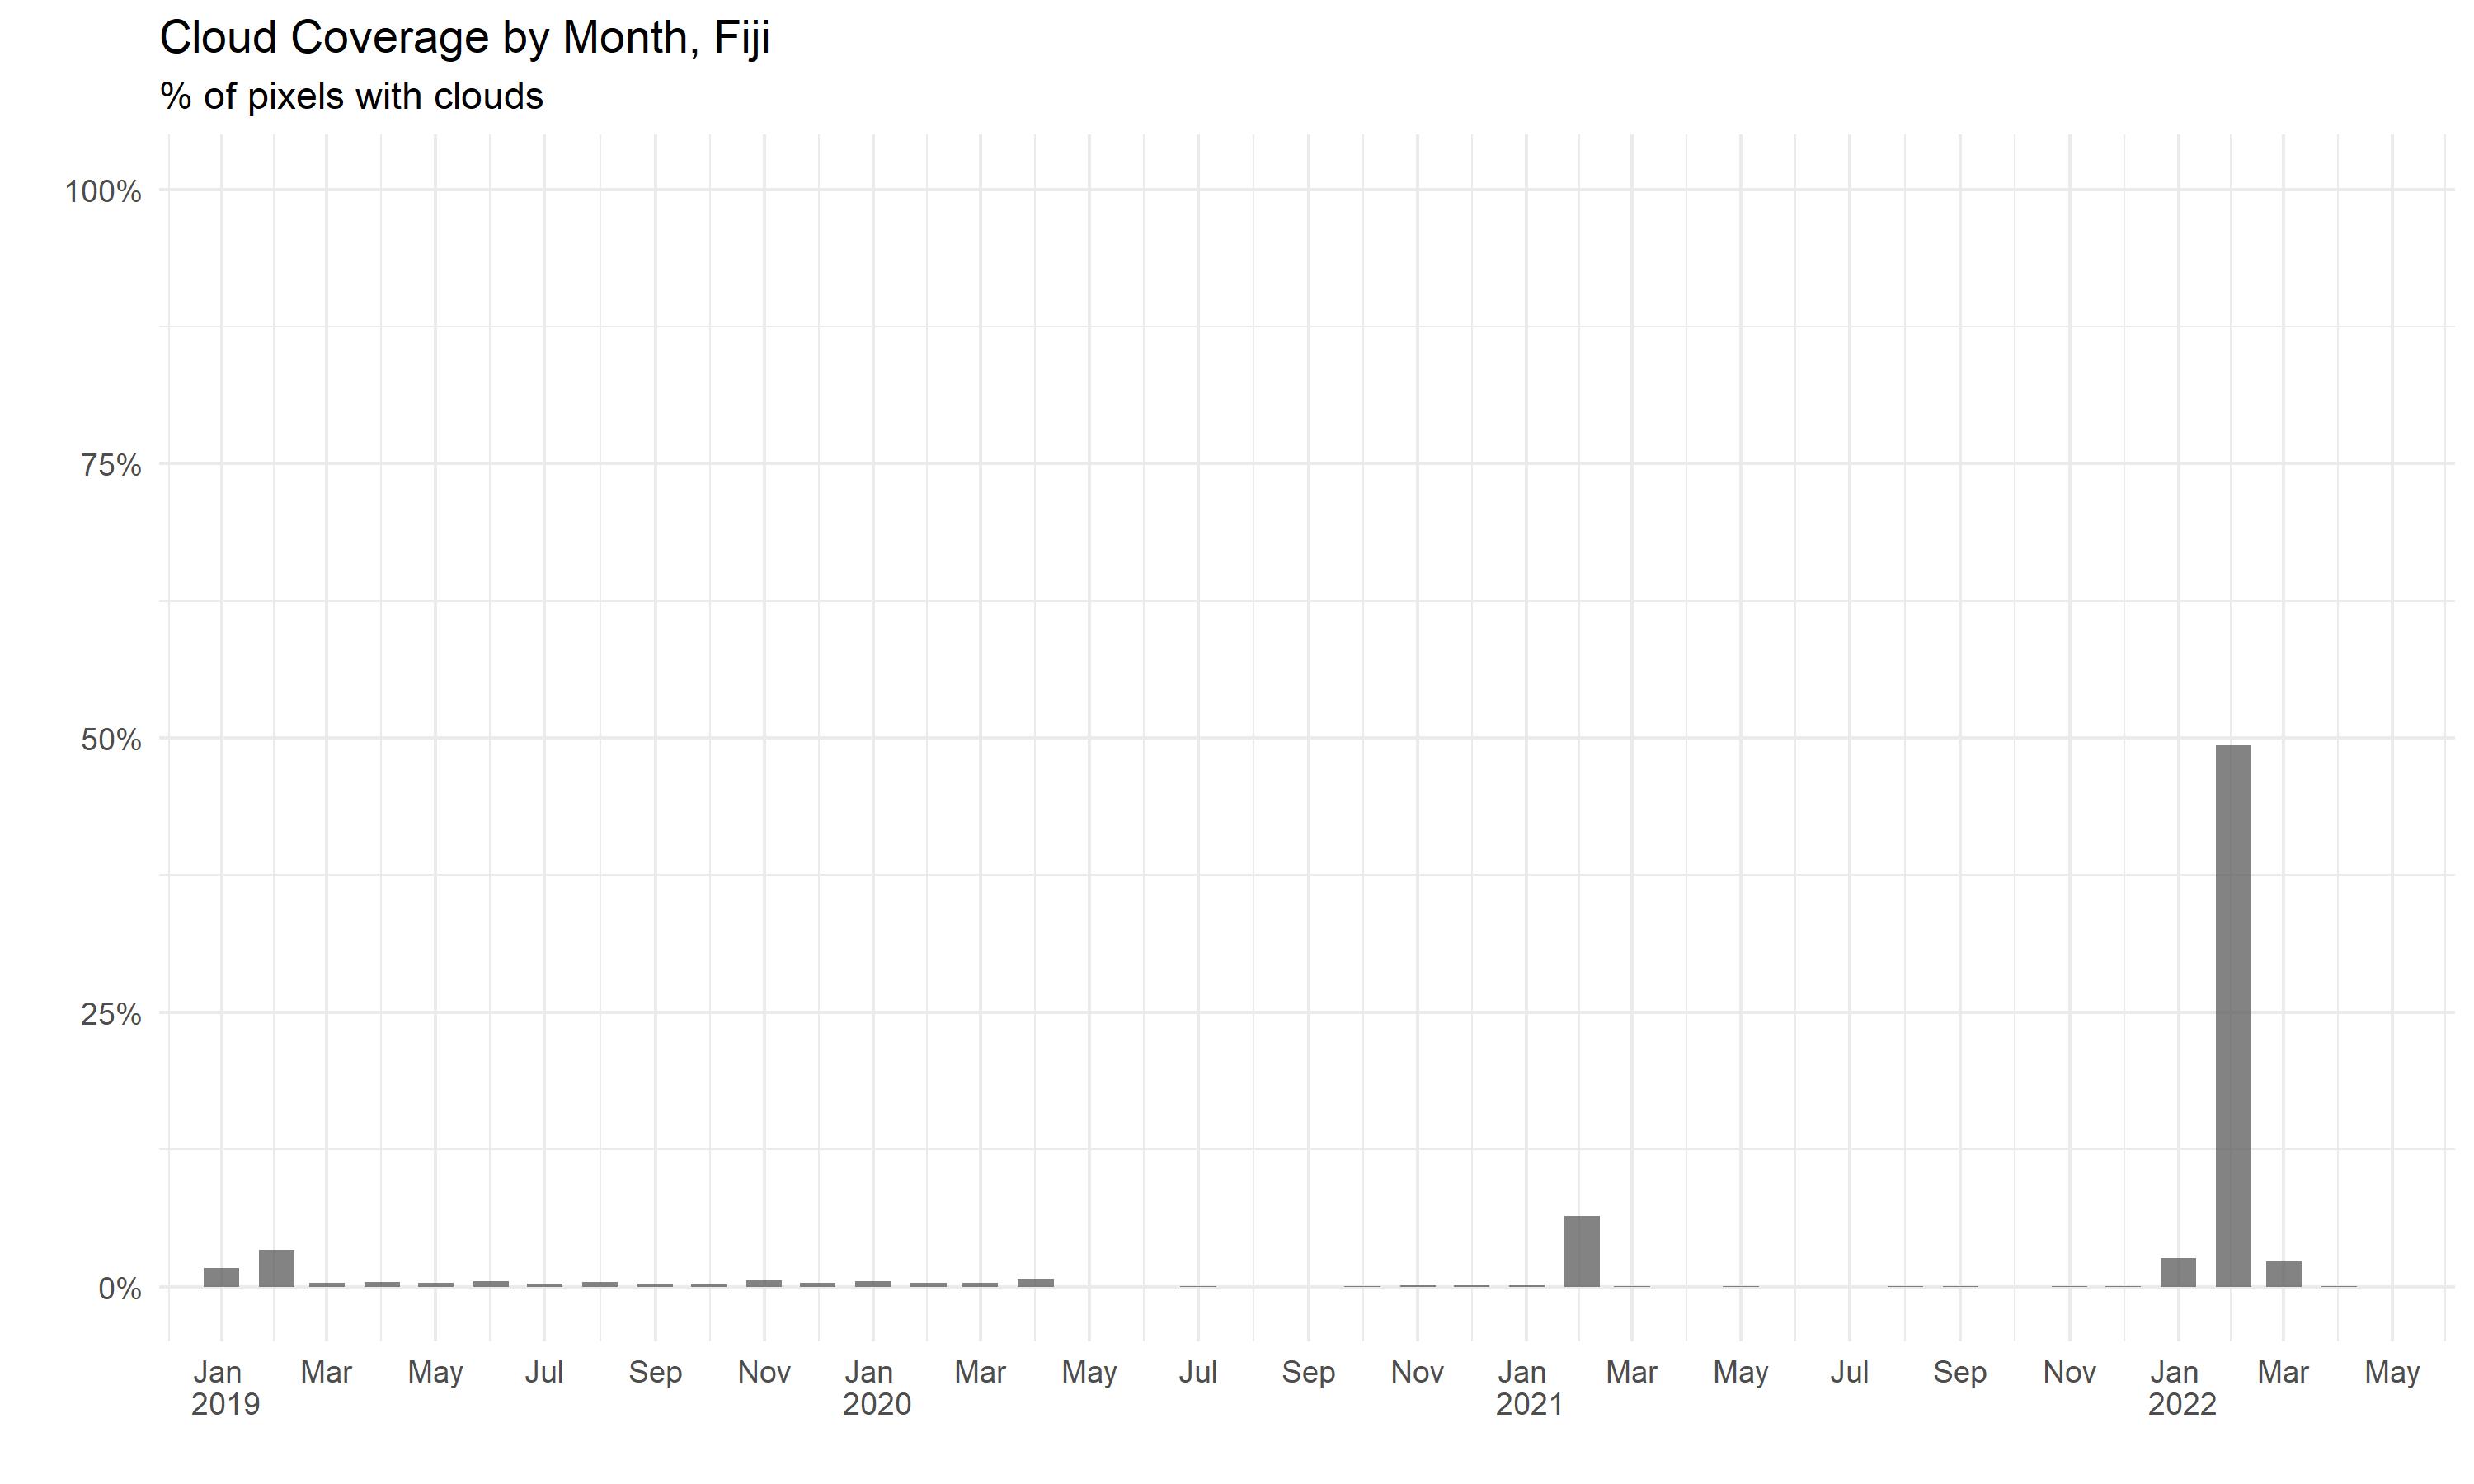 Cloud Coverage by Month, Fiji
% of pixels with clouds
100%
75%
50%
25%
0%
Jan Mar May Jul Sep Nov Jan Mar May Jul Sep Nov Jan Mar May Jul Sep Nov Jan Mar May
2019 2020 2021 2022